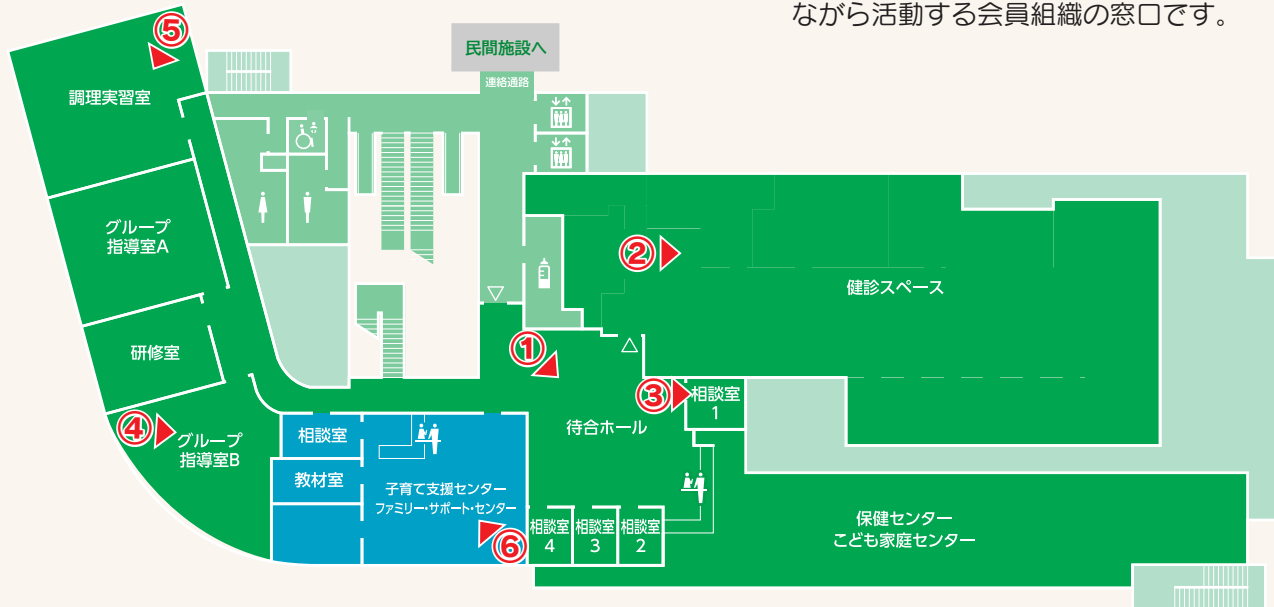 ながら活動する会員組織の窓口です。
⑤
民間施設へ
連絡通路
調理実習室
グループ
指導室A
②
健診スペース
研修室
①
③
相談室
1
④
グループ
指導室B
相談室
待合ホール
教材室
子育て支援センター
ファミリー・サポート・センター
⑥
相談室
4
相談室
3
相談室
2
保健センター
こども家庭センター